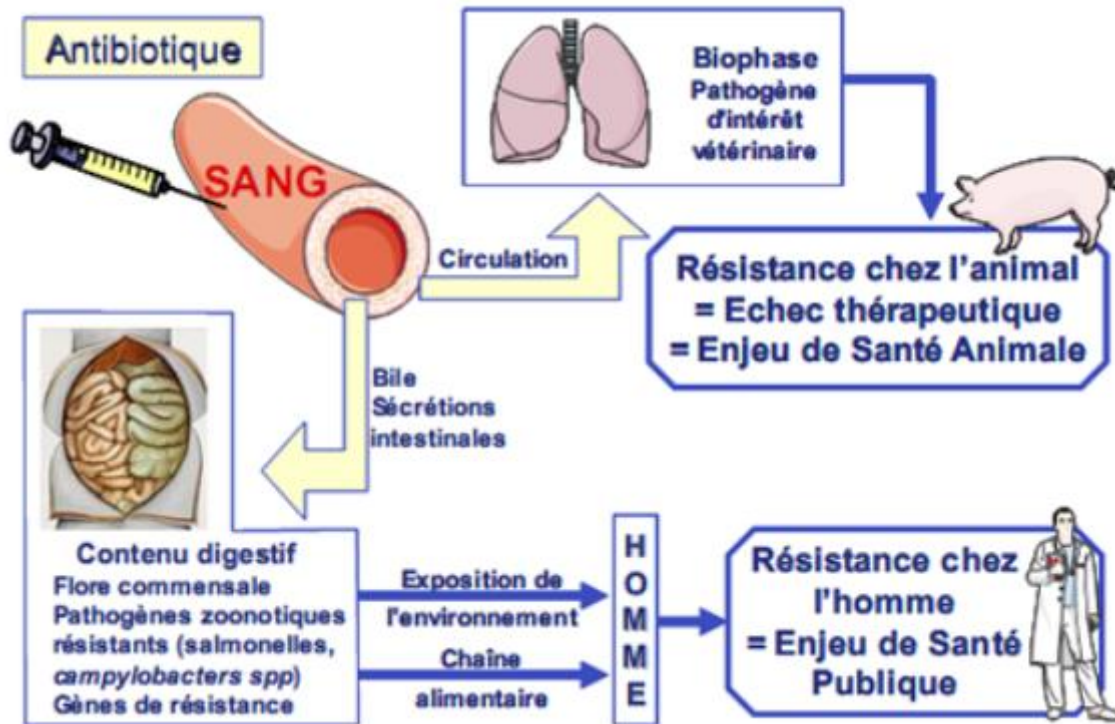 Antibiotique
SANG
Biophase
Pathogène
d'intérêt
vétérinaire
Circulation
Résistance chez l'animal
= Echec thérapeutique
= Enjeu de Santé Animale
Bile
Sécrétions
intestinales
Contenu digestif
Flore commensale
Pathogènes zoonotiques
résistants (salmonelles,
campylobacters spp)
Gènes de résistance
Exposition de
l'environnement
Chaîne
alimentaire
HOMME
Résistance chez
l'homme
= Enjeu de Santé
Publique